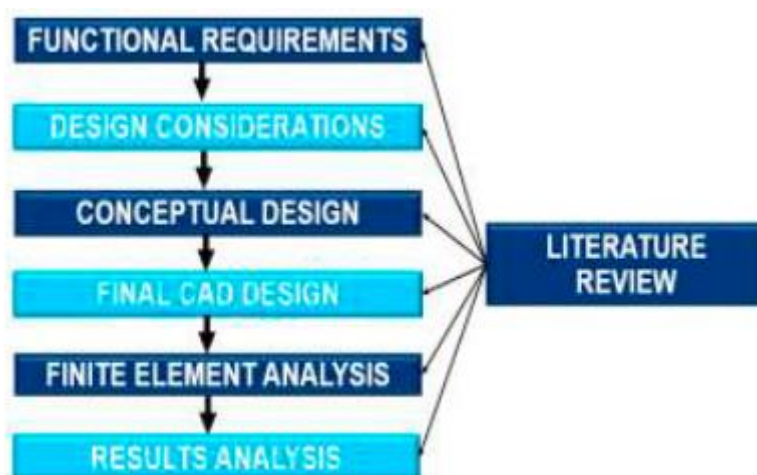 FUNCTIONAL REQUIREMENTS
DESIGN CONSIDERATIONS
CONCEPTUAL DESIGN
FINAL CAD DESIGN
FINITE ELEMENT ANALYSIS
RESULTS ANALYSIS
LITERATURE
REVIEW